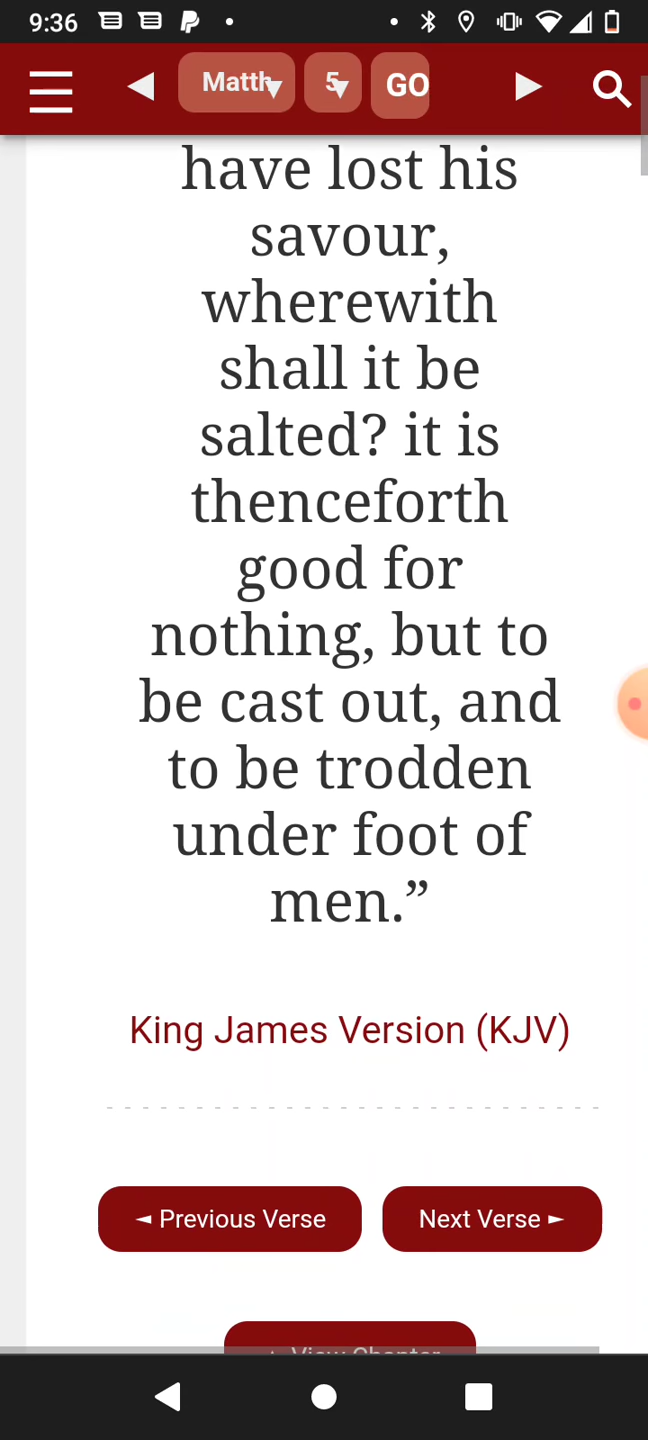 9:36
Matth 5 GO
have lost his
savour,
wherewith
shall it be
salted? it is
thenceforth
good for
nothing, but to
be cast out, and
to be trodden
under foot of
men.”
King James Version (KJV)
◄ Previous Verse Next Verse ►
View Chapter